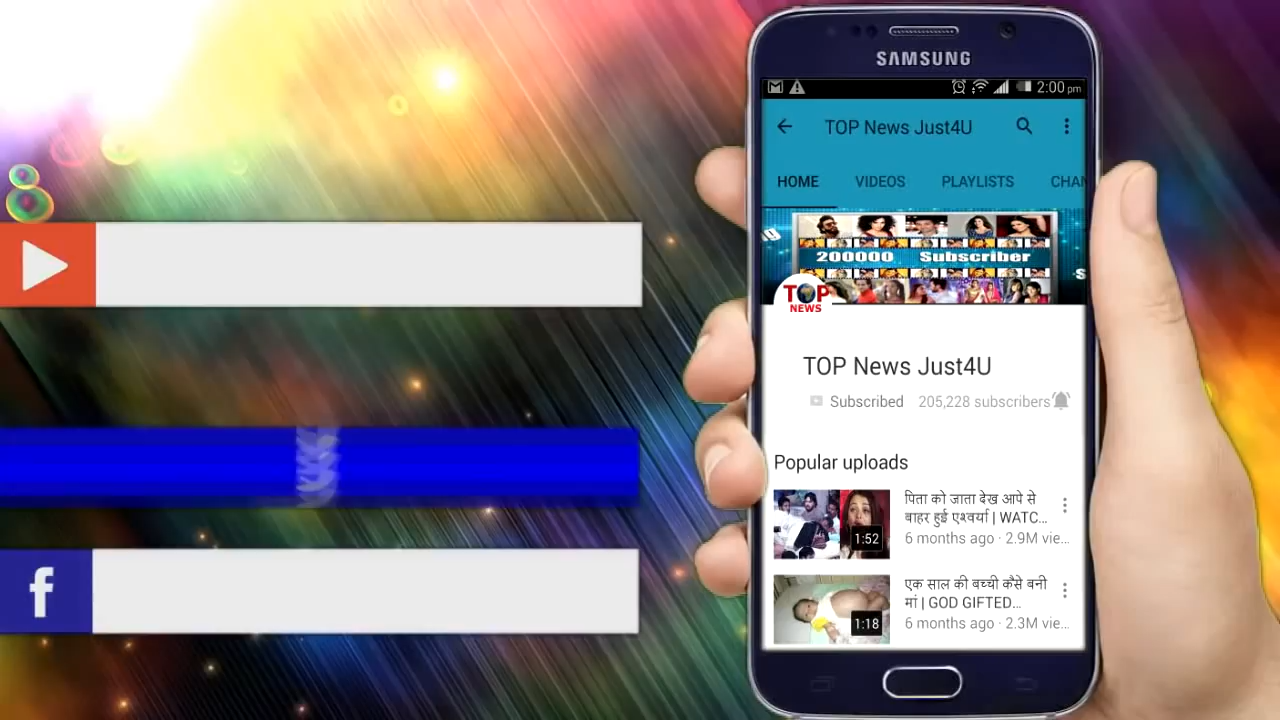 SAMSUNG
2:00 pm
TOP News Just4U
HOME VIDEOS PLAYLISTS CHAN
200000 Subscriber
TOP
NEWS
TOP News Just4U
Subscribed 205,228 subscribers
Popular uploads
पिता को जाता देख आपे से
बाहर हुई एश्वर्या | WATC...
6 months ago · 2.9M vie...
1:52
एक साल की बच्ची कैसे बनी
मां | GOD GIFTED...
6 months ago · 2.3M vie...
1:18
f